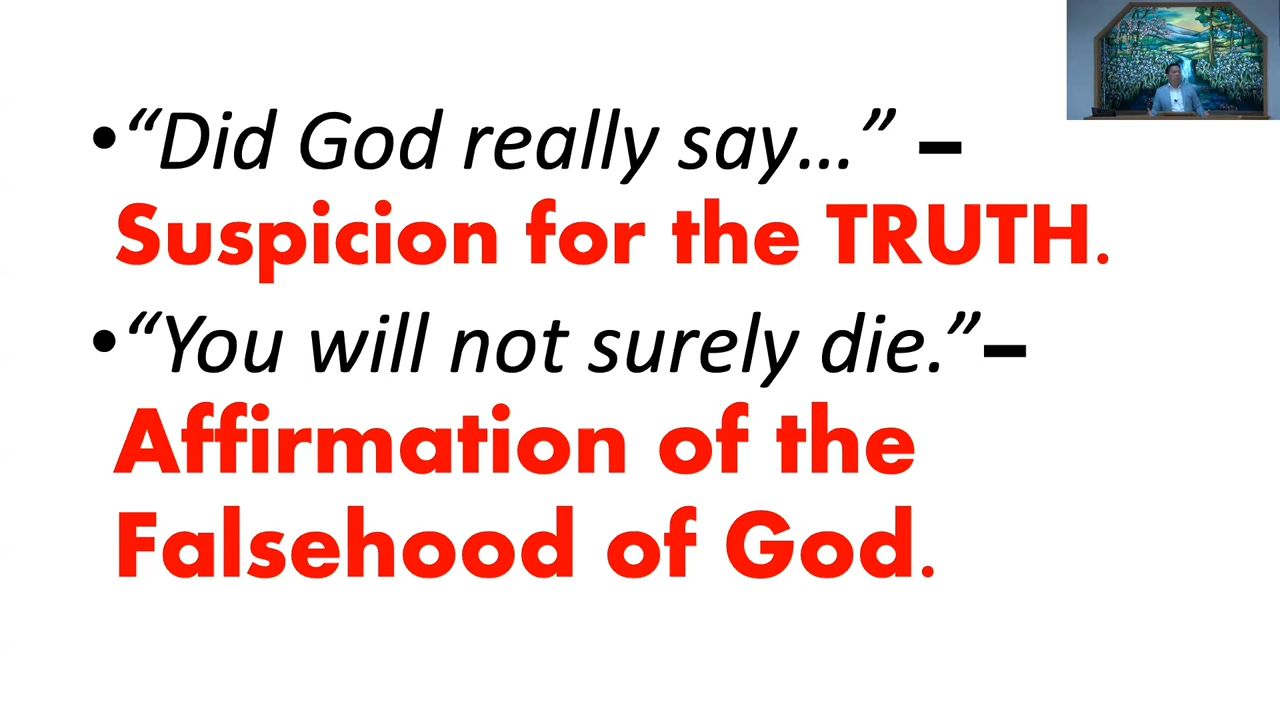 •“Did God really say…” –
Suspicion for the TRUTH.
•“You will not surely die.”–
Affirmation of the
Falsehood of God.